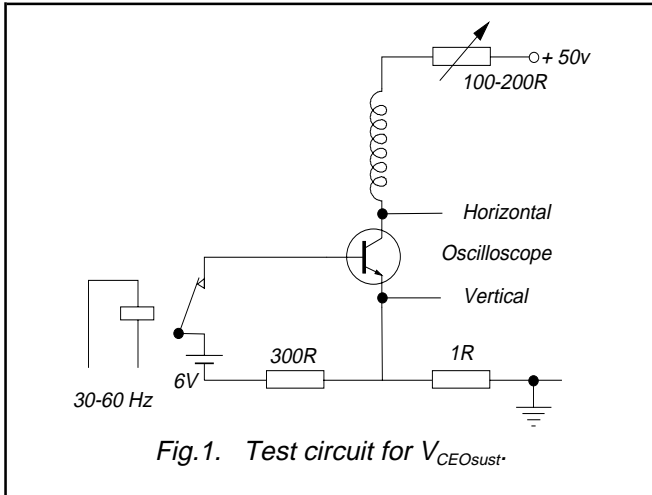 + 50v
100-200R
Horizontal
Oscilloscope
Vertical
300R
1R
6V
30-60 Hz
Fig.1. Test circuit for VCEOsust.